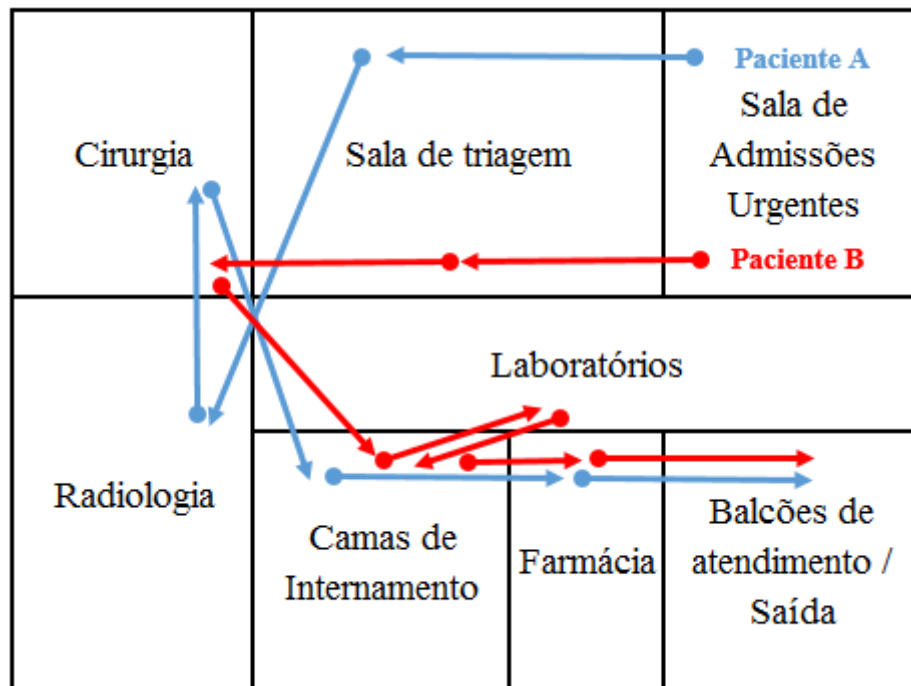 Paciente A
Sala de
Admissões
Urgentes
Paciente B
Cirurgia
Sala de triagem
Laboratórios
Radiologia
Camas de
Internamento
Farmácia
Balcões de
atendimento /
Saída